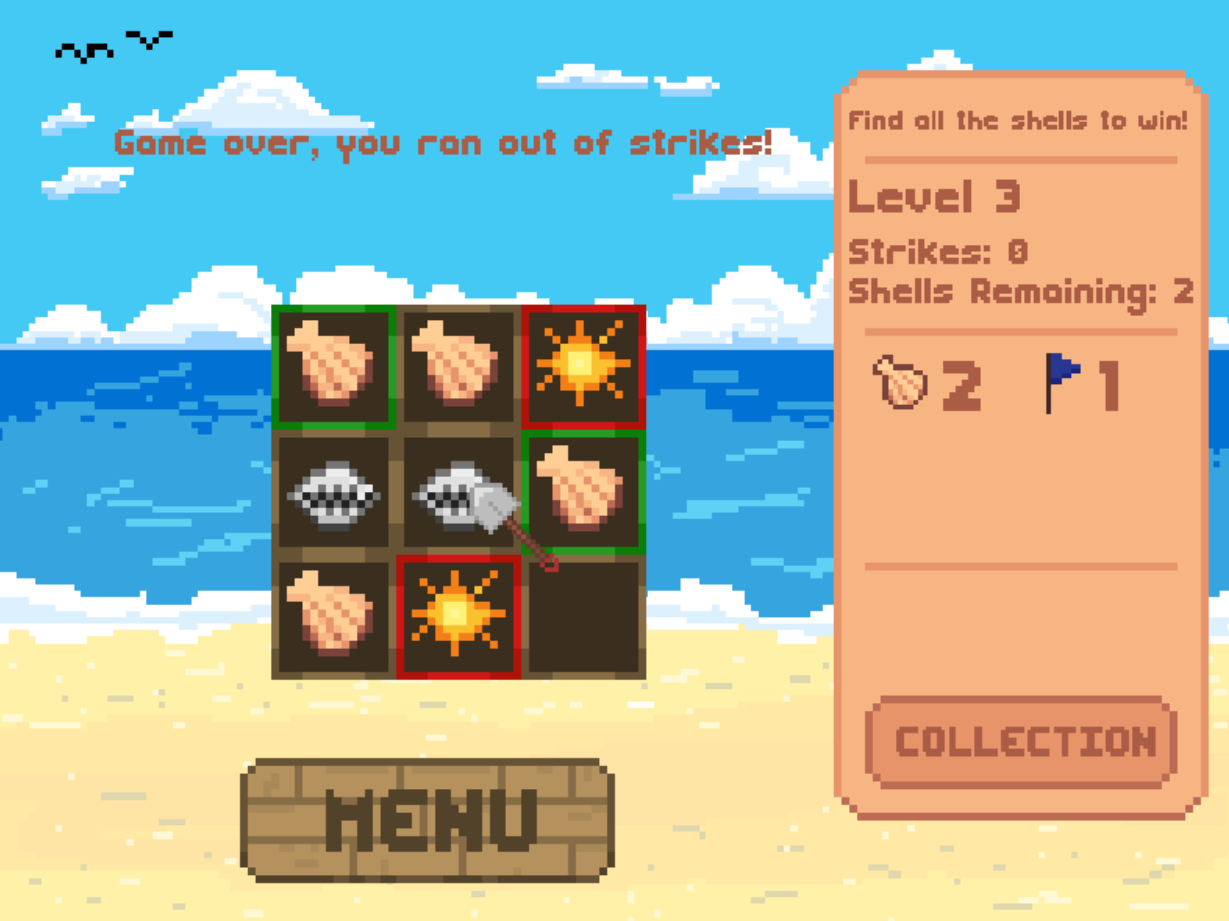 Game over, you ran out of strikes!
Find all the shells to win!
Level 3
Strikes: 0
Shells Remaining: 2
2 1
COLLECTION
MENU